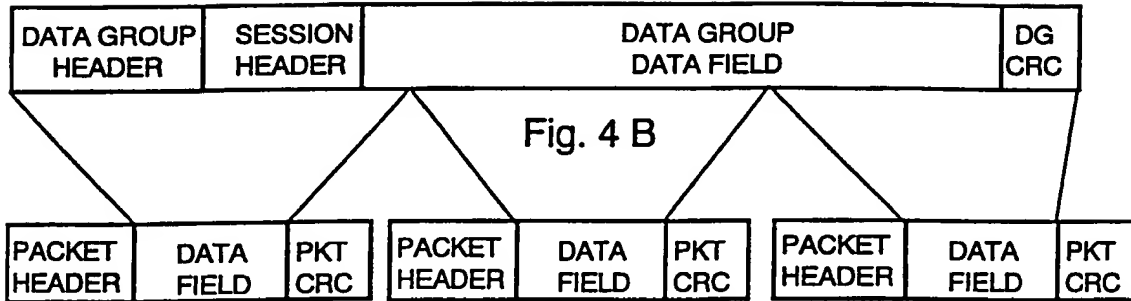 DATA GROUP HEADER
SESSION HEADER
DATA GROUP DATA FIELD
DG CRC
Fig. 4 B
PACKET HEADER
DATA FIELD
PKT CRC
PACKET HEADER
DATA FIELD
PKT CRC
PACKET HEADER
DATA FIELD
PKT CRC